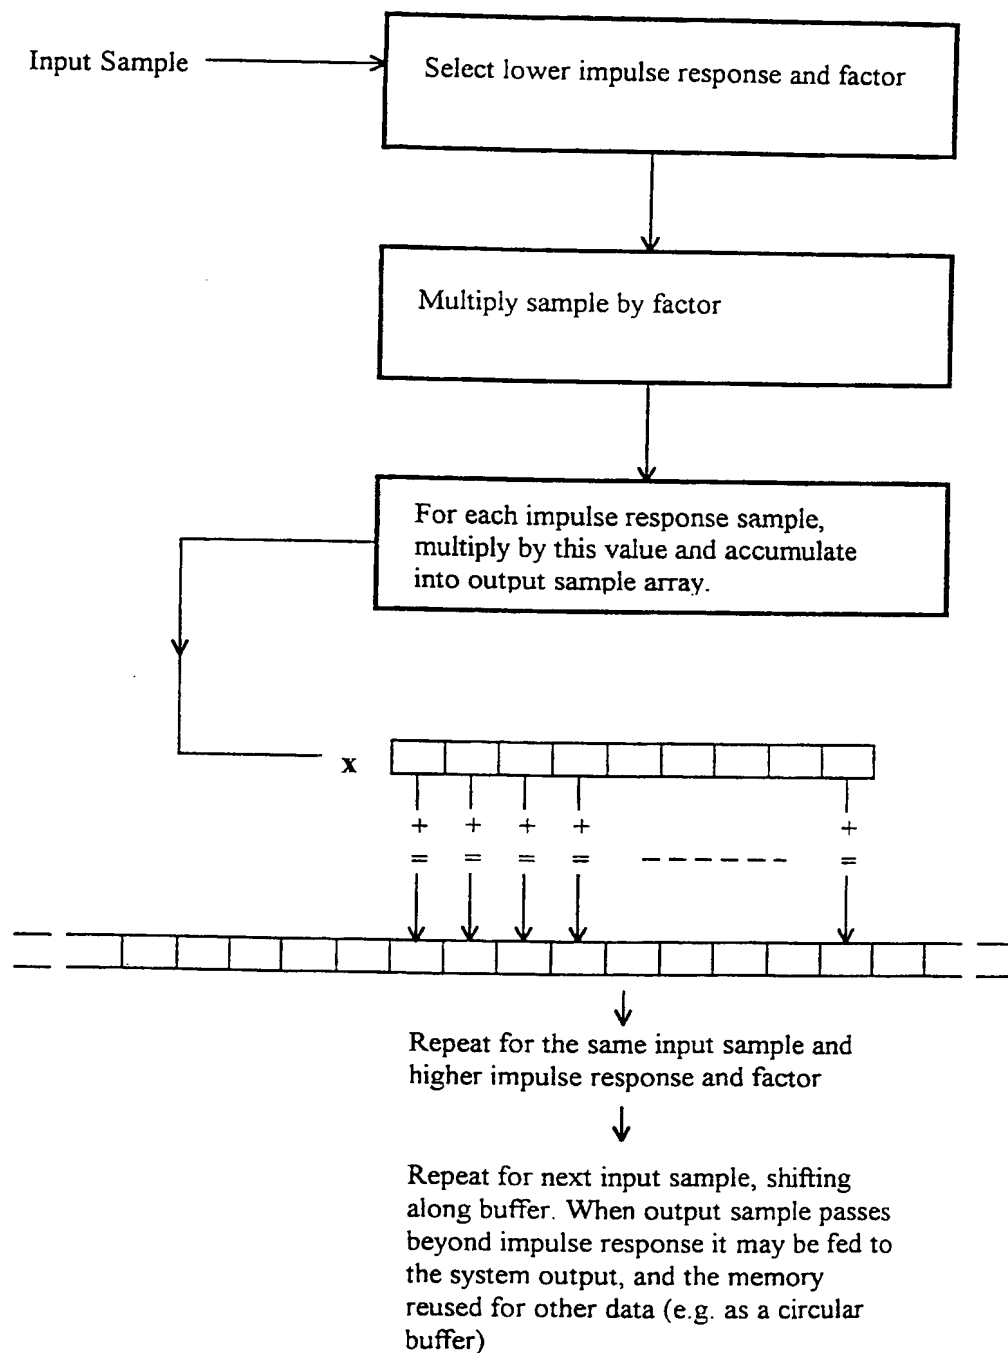 Input Sample
Select lower impulse response and factor
Multiply sample by factor
For each impulse response sample,
multiply by this value and accumulate
into output sample array.
x
+ + + + +
= = = = - - - - - - =
Repeat for the same input sample and
higher impulse response and factor
Repeat for next input sample, shifting
along buffer. When output sample passes
beyond impulse response it may be fed to
the system output, and the memory
reused for other data (e.g. as a circular
buffer)